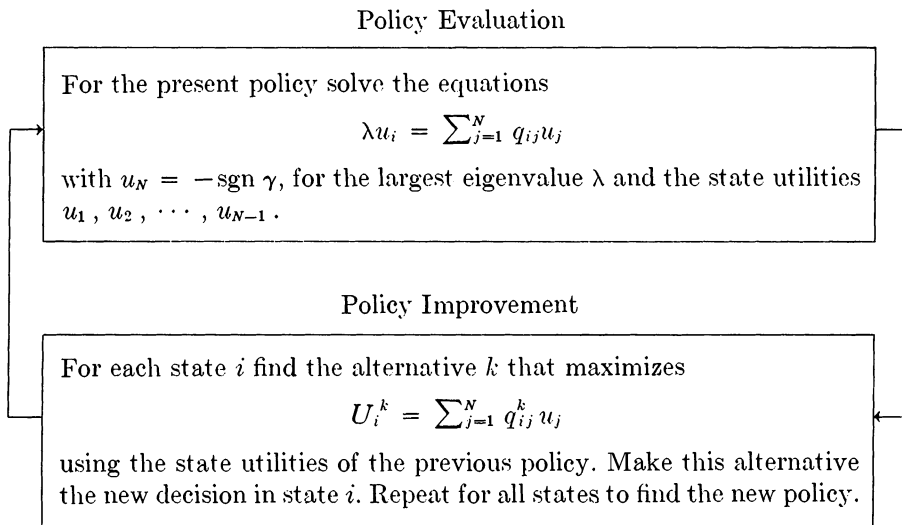 Policy Evaluation
For the present policy solve the equations
λu_i = ∑_{j=1}^{N} q_{ij}u_j
with u_N = −sgn γ, for the largest eigenvalue λ and the state utilities
u_1 , u_2 , ··· , u_{N−1} .
Policy Improvement
For each state i find the alternative k that maximizes
U_i^k = ∑_{j=1}^{N} q_{ij}^k u_j
using the state utilities of the previous policy. Make this alternative
the new decision in state i. Repeat for all states to find the new policy.